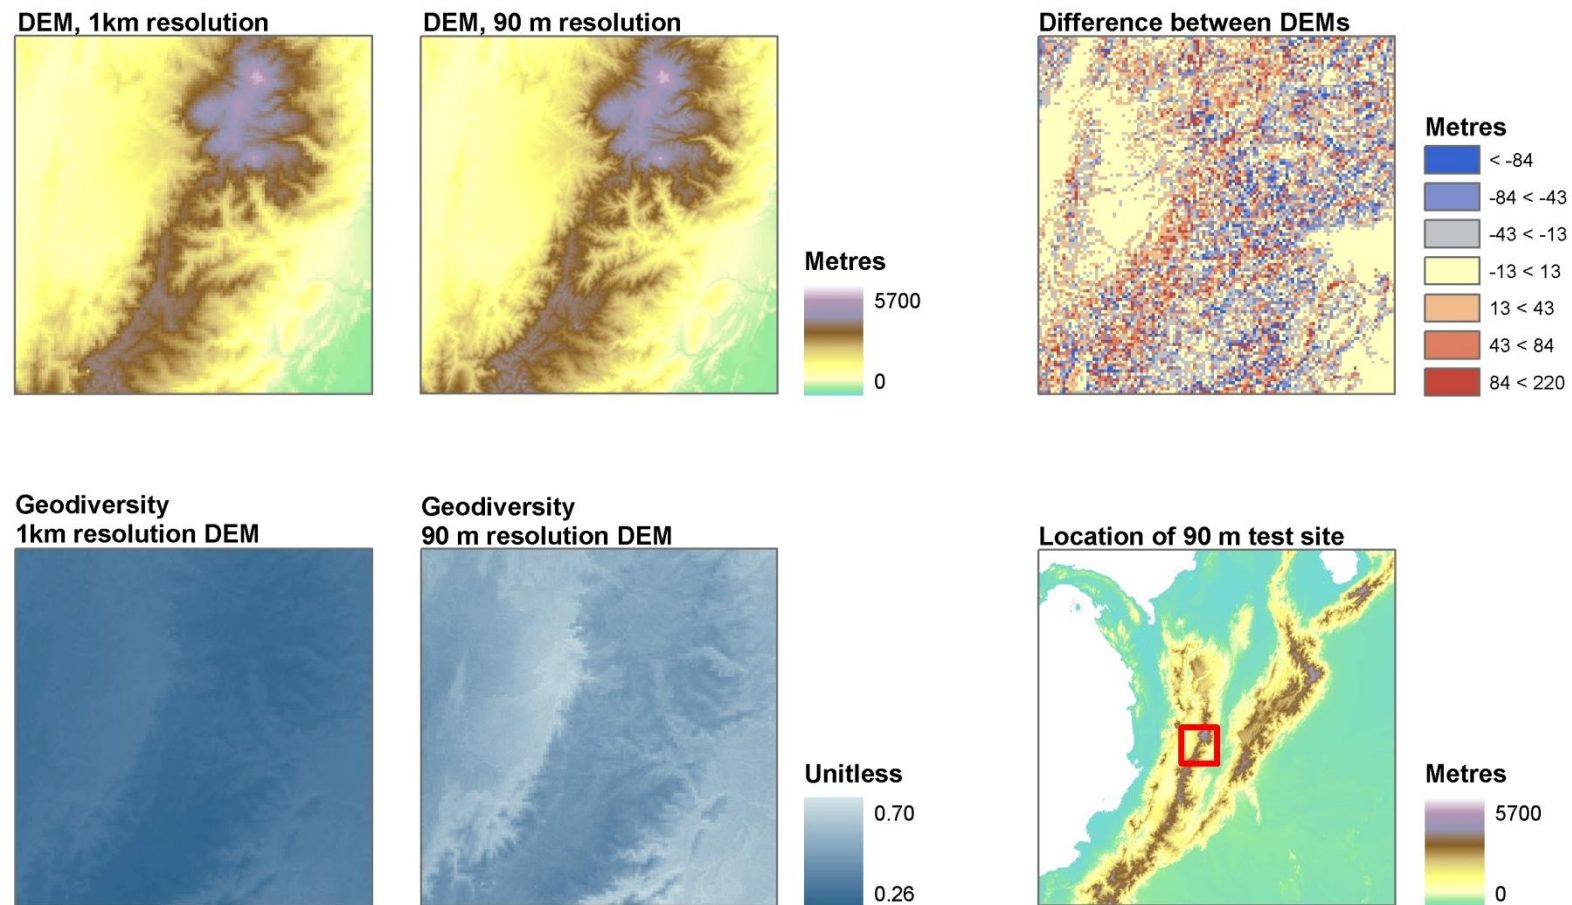 DEM, 1km resolution
DEM, 90 m resolution
Metres
5700
0
Difference between DEMs
Metres
< -84
-84 < -43
-43 < -13
-13 < 13
13 < 43
43 < 84
84 < 220
Geodiversity
1km resolution DEM
Geodiversity
90 m resolution DEM
Unitless
0.70
0.26
Location of 90 m test site
Metres
5700
0